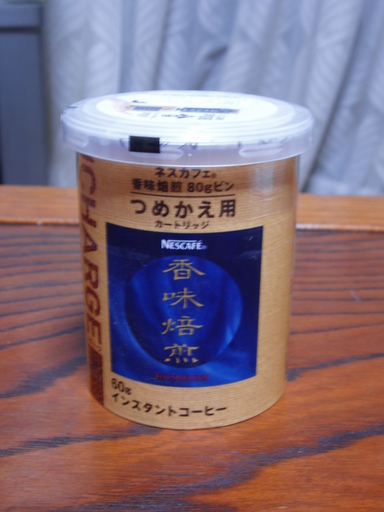 ネスカフェ®
香味焙煎 80gビン
つめかえ用
カートリッジ
NESCAFÉ®
香味焙煎
60g
インスタントコーヒー
CHARGE